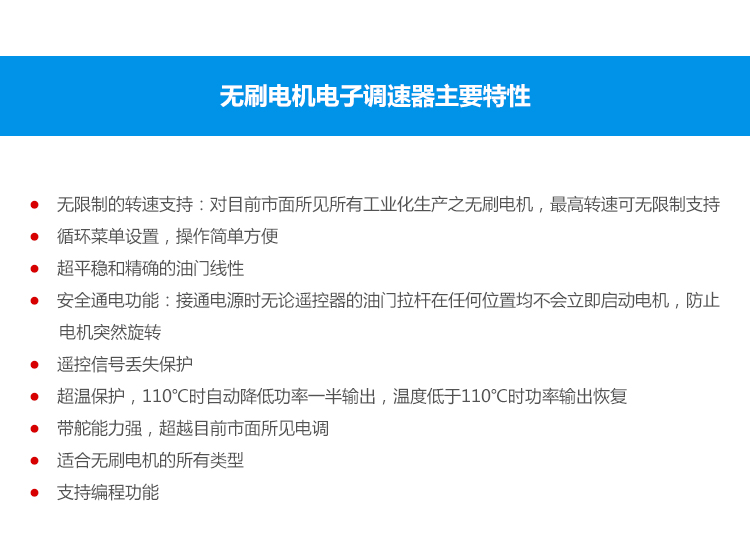 无刷电机电子调速器主要特性
● 无限制的转速支持：对目前市面所见所有工业化生产之无刷电机，最高转速可无限制支持
● 循环菜单设置，操作简单方便
● 超平稳和精确的油门线性
● 安全通电功能：接通电源时无论遥控器的油门拉杆在任何位置均不会立即启动电机，防止
电机突然旋转
● 遥控信号丢失保护
● 超温保护，110℃时自动降低功率一半输出，温度低于110℃时功率输出恢复
● 带舵能力强，超越目前市面所见电调
● 适合无刷电机的所有类型
● 支持编程功能